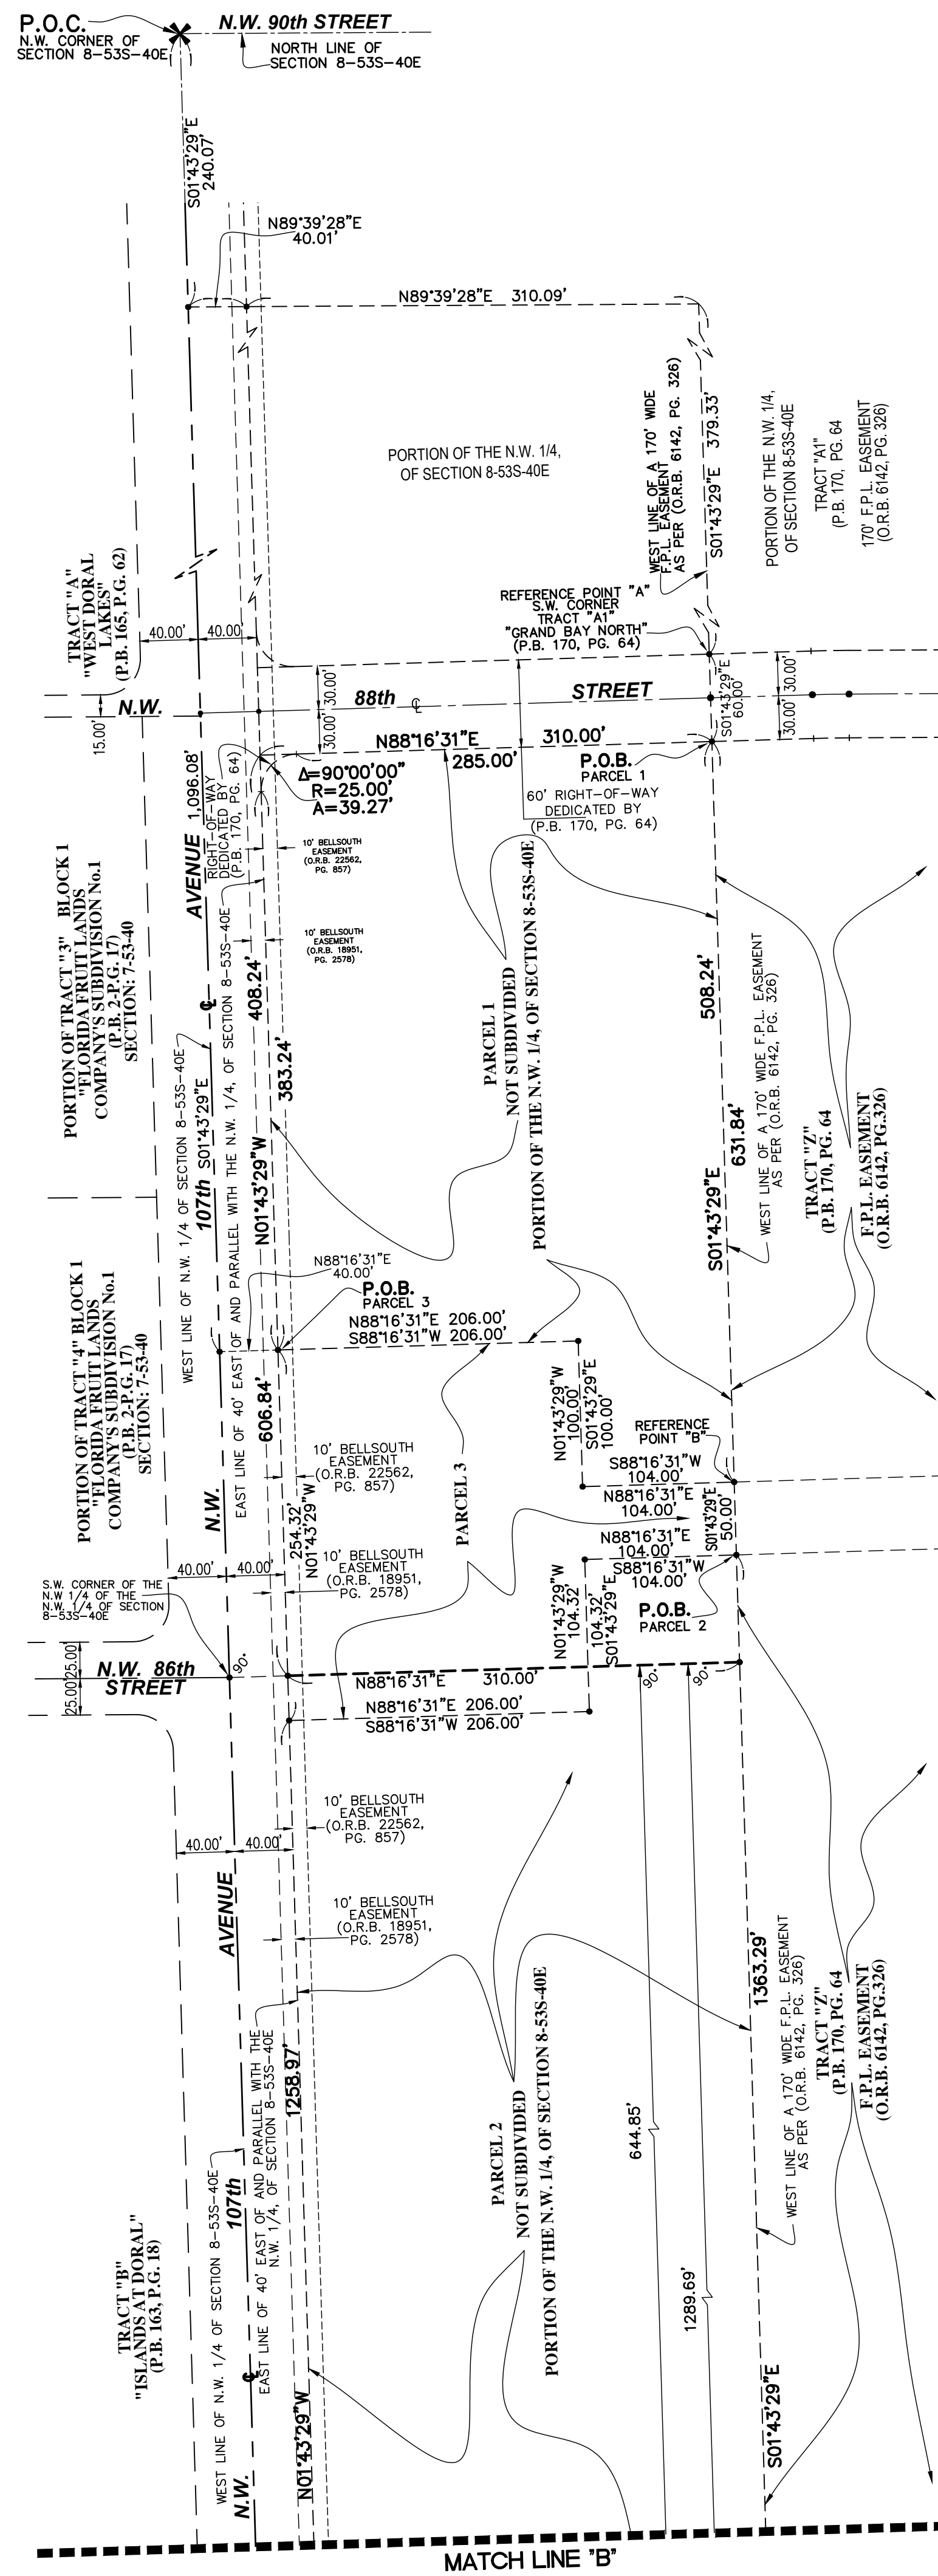 P.O.C.
N.W. CORNER OF
SECTION 8-53S-40E
N.W. 90th STREET
NORTH LINE OF
SECTION 8-53S-40E
S01°43'29"E
240.07'
N89°39'28"E
40.01'
N89°39'28"E 310.09'
WEST LINE OF A 170' WIDE
F.P.L. EASEMENT
AS PER (O.R.B. 6142, PG. 326)
S01°43'29"E 379.33'
PORTION OF THE N.W. 1/4,
OF SECTION 8-53S-40E
PORTION OF THE N.W. 1/4,
OF SECTION 8-53S-40E
TRACT "A1"
(P.B. 170, PG. 64
170' F.P.L. EASEMENT
(O.R.B. 6142, PG. 326)
TRACT "A"
"WEST DORAL
LAKES"
(P.B. 165, P.G. 62)
40.00'
40.00'
REFERENCE POINT "A"
S.W. CORNER
TRACT "A1"
"GRAND BAY NORTH"
(P.B. 170, PG. 64)
15.00'
N.W.
88th
℄
STREET
30.00'
30.00'
S01°43'29"E
60.00'
30.00'
30.00'
N88°16'31"E 310.00'
285.00'
P.O.B.
PARCEL 1
Δ=90°00'00"
R=25.00'
A=39.27'
60' RIGHT-OF-WAY
DEDICATED BY
(P.B. 170, PG. 64)
1,096.08'
AVENUE
RIGHT-OF-WAY
DEDICATED BY
(P.B. 170, PG. 64)
10' BELLSOUTH
EASEMENT
(O.R.B. 22562,
PG. 857)
10' BELLSOUTH
EASEMENT
(O.R.B. 18951,
PG. 2578)
PORTION OF TRACT "3" BLOCK 1
"FLORIDA FRUIT LANDS
COMPANY'S SUBDIVISION No.1
(P.B. 2-P.G. 17)
SECTION: 7-53-40
℄
408.24'
383.24'
PARCEL 1
NOT SUBDIVIDED
PORTION OF THE N.W. 1/4, OF SECTION 8-53S-40E
508.24'
631.84'
S01°43'29"E
WEST LINE OF A 170' WIDE F.P.L. EASEMENT
AS PER (O.R.B. 6142, PG. 326)
TRACT "Z"
(P.B. 170, PG. 64
F.P.L. EASEMENT
(O.R.B. 6142, PG.326)
WEST LINE OF N.W. 1/4 OF SECTION 8-53S-40E
107th
S01°43'29"E
EAST LINE OF 40' EAST OF AND PARALLEL WITH THE N.W. 1/4, OF SECTION 8-53S-40E
N01°43'29"W
N88°16'31"E
40.00'
P.O.B.
PARCEL 3
N88°16'31"E 206.00'
S88°16'31"W 206.00'
PORTION OF TRACT "4" BLOCK 1
"FLORIDA FRUIT LANDS
COMPANY'S SUBDIVISION No.1
(P.B. 2-P.G. 17)
SECTION: 7-53-40
606.84'
N.W.
N01°43'29"W
100.00'
S01°43'29"E
100.00'
REFERENCE
POINT "B"
S88°16'31"W
104.00'
N88°16'31"E
104.00'
S01°43'29"E
50.00'
10' BELLSOUTH
EASEMENT
(O.R.B. 22562,
PG. 857)
PARCEL 3
254.32'
N01°43'29"W
10' BELLSOUTH
EASEMENT
(O.R.B. 18951,
PG. 2578)
N88°16'31"E
104.00'
S88°16'31"W
104.00'
P.O.B.
PARCEL 2
N01°43'29"W
104.32'
104.32'
S01°43'29"E
40.00'
40.00'
S.W. CORNER OF THE
N.W 1/4 OF THE
N.W. 1/4 OF SECTION
8-53S-40E
25.00'
25.00'
N.W. 86th
STREET
90°
N88°16'31"E 310.00'
90°
90°
N88°16'31"E 206.00'
S88°16'31"W 206.00'
10' BELLSOUTH
EASEMENT
(O.R.B. 22562,
PG. 857)
40.00'
40.00'
10' BELLSOUTH
EASEMENT
(O.R.B. 18951,
PG. 2578)
AVENUE
1258.97'
EAST LINE OF 40' EAST OF AND PARALLEL WITH THE
N.W. 1/4, OF SECTION 8-53S-40E
WEST LINE OF N.W. 1/4 OF SECTION 8-53S-40E
107th
PARCEL 2
NOT SUBDIVIDED
PORTION OF THE N.W. 1/4, OF SECTION 8-53S-40E
644.85'
1289.69'
1363.29'
WEST LINE OF A 170' WIDE F.P.L. EASEMENT
AS PER (O.R.B. 6142, PG. 326)
TRACT "Z"
(P.B. 170, PG. 64
F.P.L. EASEMENT
(O.R.B. 6142, PG.326)
TRACT "B"
"ISLANDS AT DORAL"
(P.B. 163, P.G. 18)
℄
N.W.
N01°43'29"W
S01°43'29"E
MATCH LINE "B"